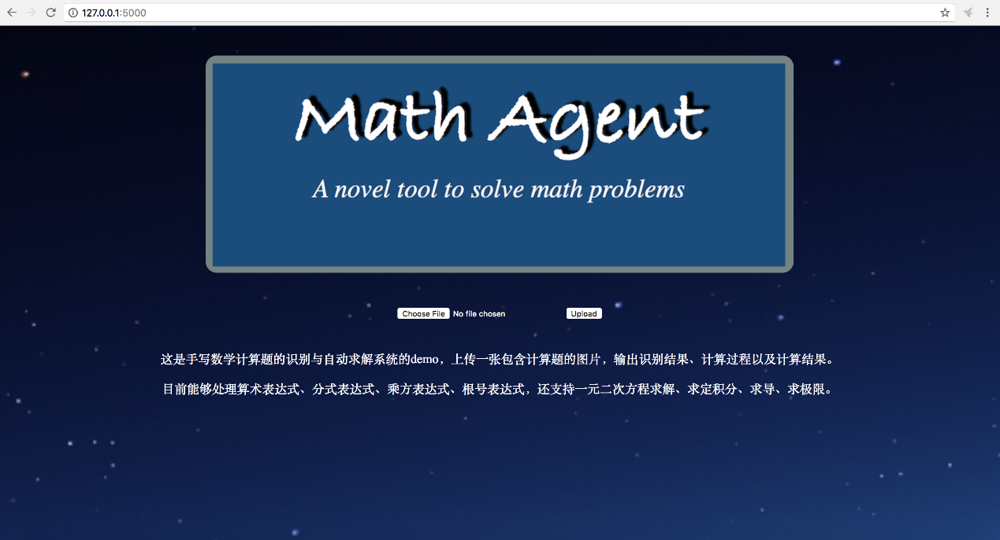 127.0.0.1:5000
Math Agent
A novel tool to solve math problems
Choose File No file chosen Upload
这是手写数学计算题的识别与自动求解系统的demo，上传一张包含计算题的图片，输出识别结果、计算过程以及计算结果。
目前能够处理算术表达式、分式表达式、乘方表达式、根号表达式，还支持一元二次方程求解、求定积分、求导、求极限。